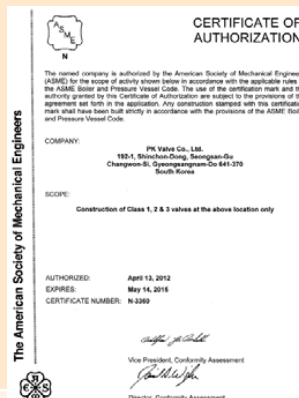 CERTIFICATE OF
AUTHORIZATION
ASME
N
The named company is authorized by the American Society of Mechanical Enginee
(ASME) for the scope of activity shown below in accordance with the applicable rules
the ASME Boiler and Pressure Vessel Code. The use of the certification mark and th
authority granted by this Certificate of Authorization are subject to the provisions of th
agreement set forth in the application. Any construction stamped with this certificatio
mark shall have been built strictly in accordance with the provisions of the ASME Boil
and Pressure Vessel Code.
COMPANY:
PK Valve Co., Ltd.
192-1, Shinchon-Dong, Seongsan-Gu
Changwon-Si, Gyeongsangnam-Do 641-370
South Korea
SCOPE:
Construction of Class 1, 2 & 3 valves at the above location only
AUTHORIZED: April 13, 2012
EXPIRES: May 14, 2015
CERTIFICATE NUMBER: N-3360
Vice President, Conformity Assessment
Director, Conformity Assessment
The American Society of Mechanical Engineers